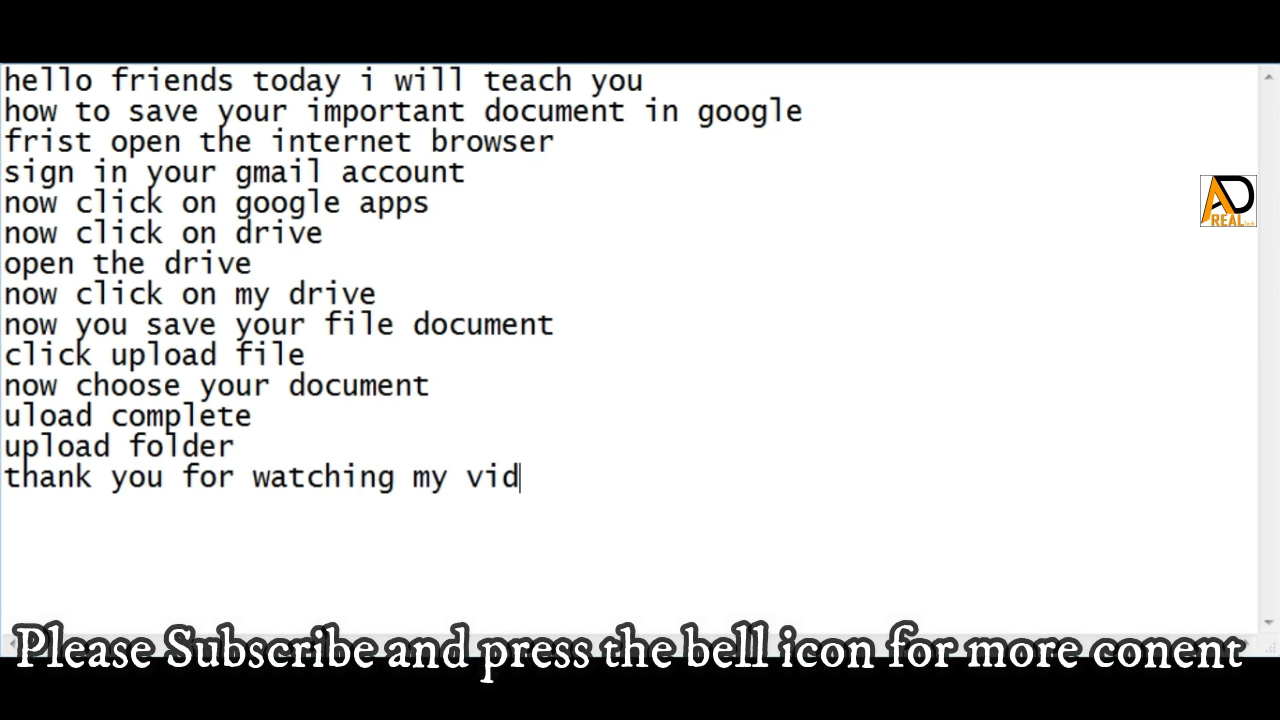 hello friends today i will teach you
how to save your important document in google
frist open the internet browser
sign in your gmail account
now click on google apps
now click on drive
open the drive
now click on my drive
now you save your file document
click upload file
now choose your document
uload complete
upload folder
thank you for watching my vid
AD
REAL
Please Subscribe and press the bell icon for more conent